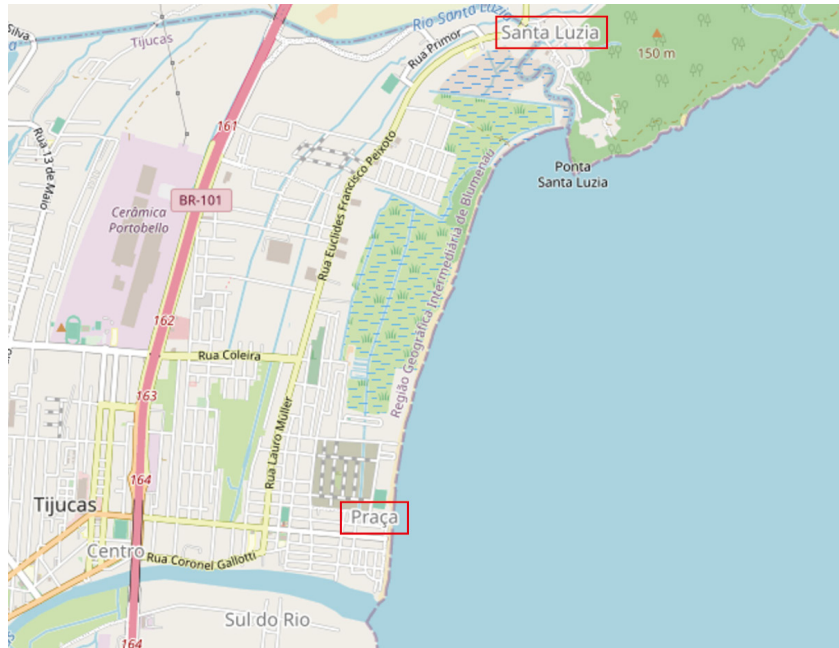 Silva
Tijucas
Rio Santa Luzia
Santa Luzia
Rua Primor
150 m
161
Rua 13 de Maio
Ponta
Santa Luzia
BR-101
Cerâmica
Portobello
Rua Euclides Francisco Peixoto
Região Geográfica Intermediária de Blumenau
162
Rua Coleira
163
Rua Lauro Müller
164
Tijucas
Praça
Centro
Rua Coronel Gallotti
Sul do Rio
164